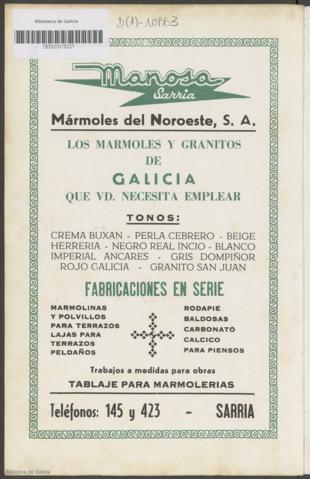 Biblioteca de Galicia
D(A)-10963
Manosa
Sarria
Mármoles del Noroeste, S. A.
LOS MARMOLES Y GRANITOS
DE
GALICIA
QUE VD. NECESITA EMPLEAR
TONOS:
CREMA BUXAN - PERLA CEBRERO - BEIGE
HERRERIA - NEGRO REAL INCIO - BLANCO
IMPERIAL ANCARES - GRIS DOMPIÑOR
ROJO GALICIA - GRANITO SAN JUAN
FABRICACIONES EN SERIE
MARMOLINAS
Y POLVILLOS
PARA TERRAZOS
LAJAS PARA
TERRAZOS
PELDAÑOS
RODAPIE
BALDOSAS
CARBONATO
CALCICO
PARA PIENSOS
Trabajos a medidas para obras
TABLAJE PARA MARMOLERIAS
Teléfonos: 145 y 423 - SARRIA
Biblioteca de Galicia